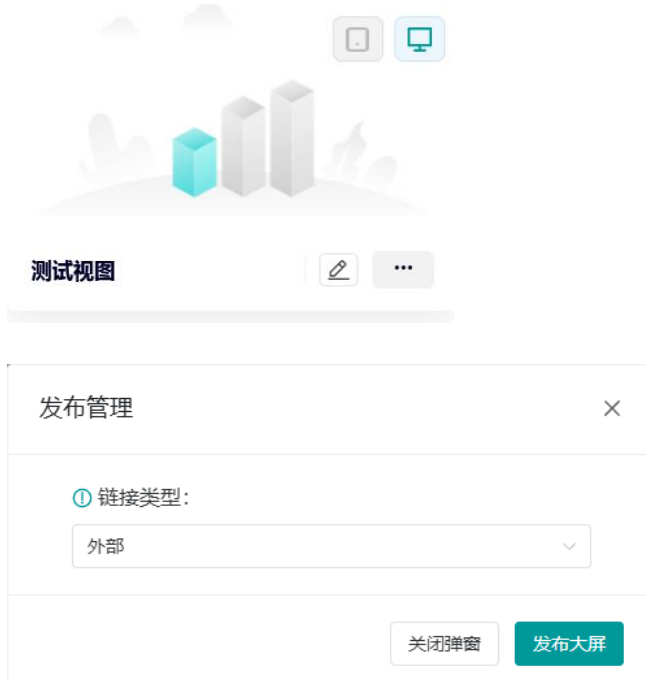 测试视图
发布管理
链接类型：
外部
关闭弹窗
发布大屏